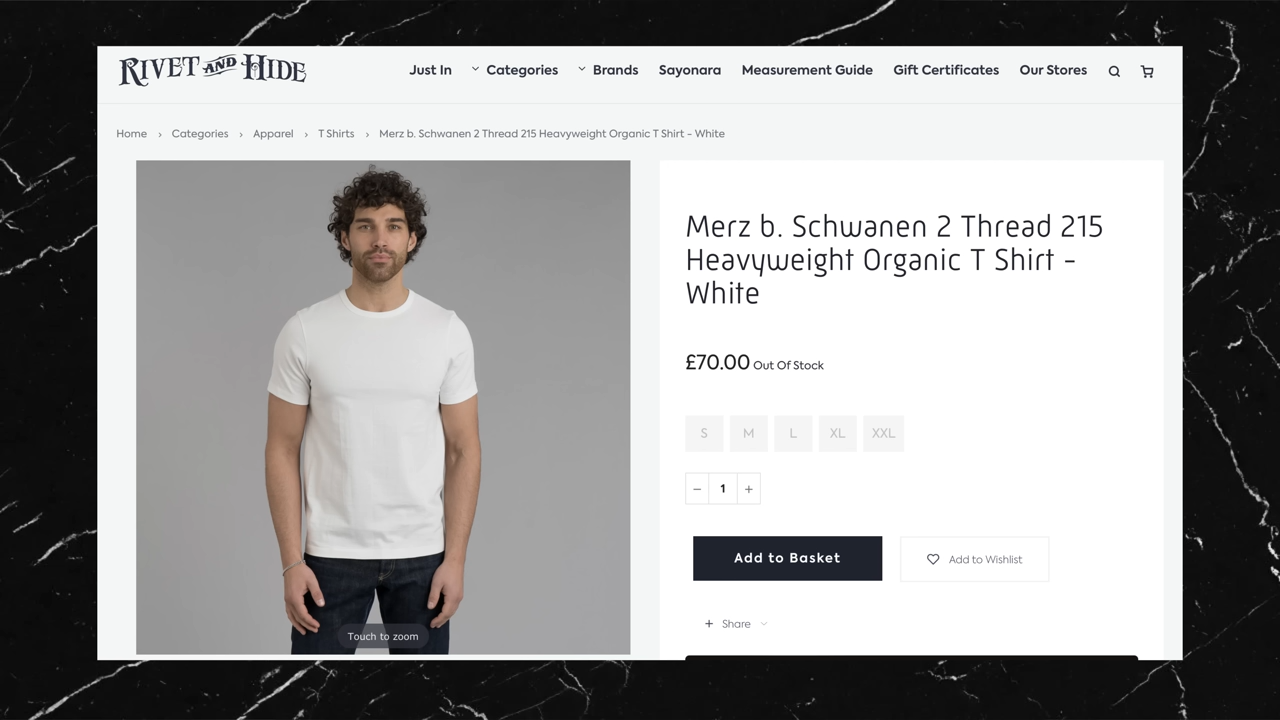 RIVET AND HIDE
Just In Categories Brands Sayonara Measurement Guide Gift Certificates Our Stores
Home › Categories › Apparel › T Shirts › Merz b. Schwanen 2 Thread 215 Heavyweight Organic T Shirt - White
Merz b. Schwanen 2 Thread 215
Heavyweight Organic T Shirt -
White
£70.00 Out Of Stock
S M L XL XXL
− 1 +
Add to Basket
Add to Wishlist
+ Share
Touch to zoom